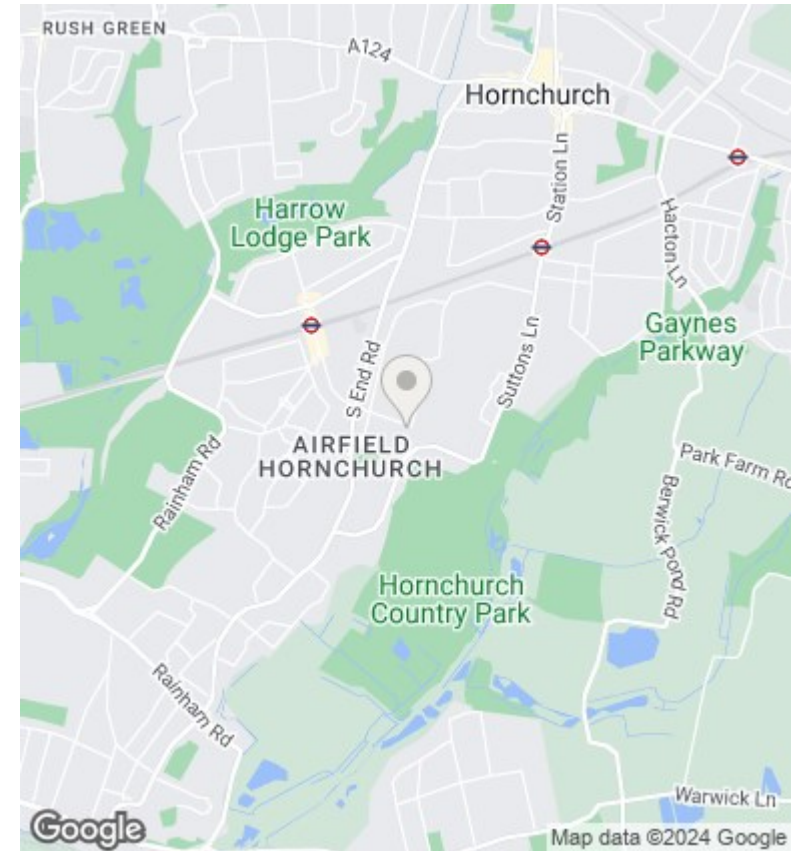 RUSH GREEN
A124
Hornchurch
Station Ln
Harrow
Lodge Park
Hacton Ln
Gaynes
Parkway
S End Rd
Suttons Ln
AIRFIELD
HORNCHURCH
Rainham Rd
Park Farm Rd
Berwick Pond Rd
Hornchurch
Country Park
Rainham Rd
Warwick Ln
Google
Map data ©2024 Google